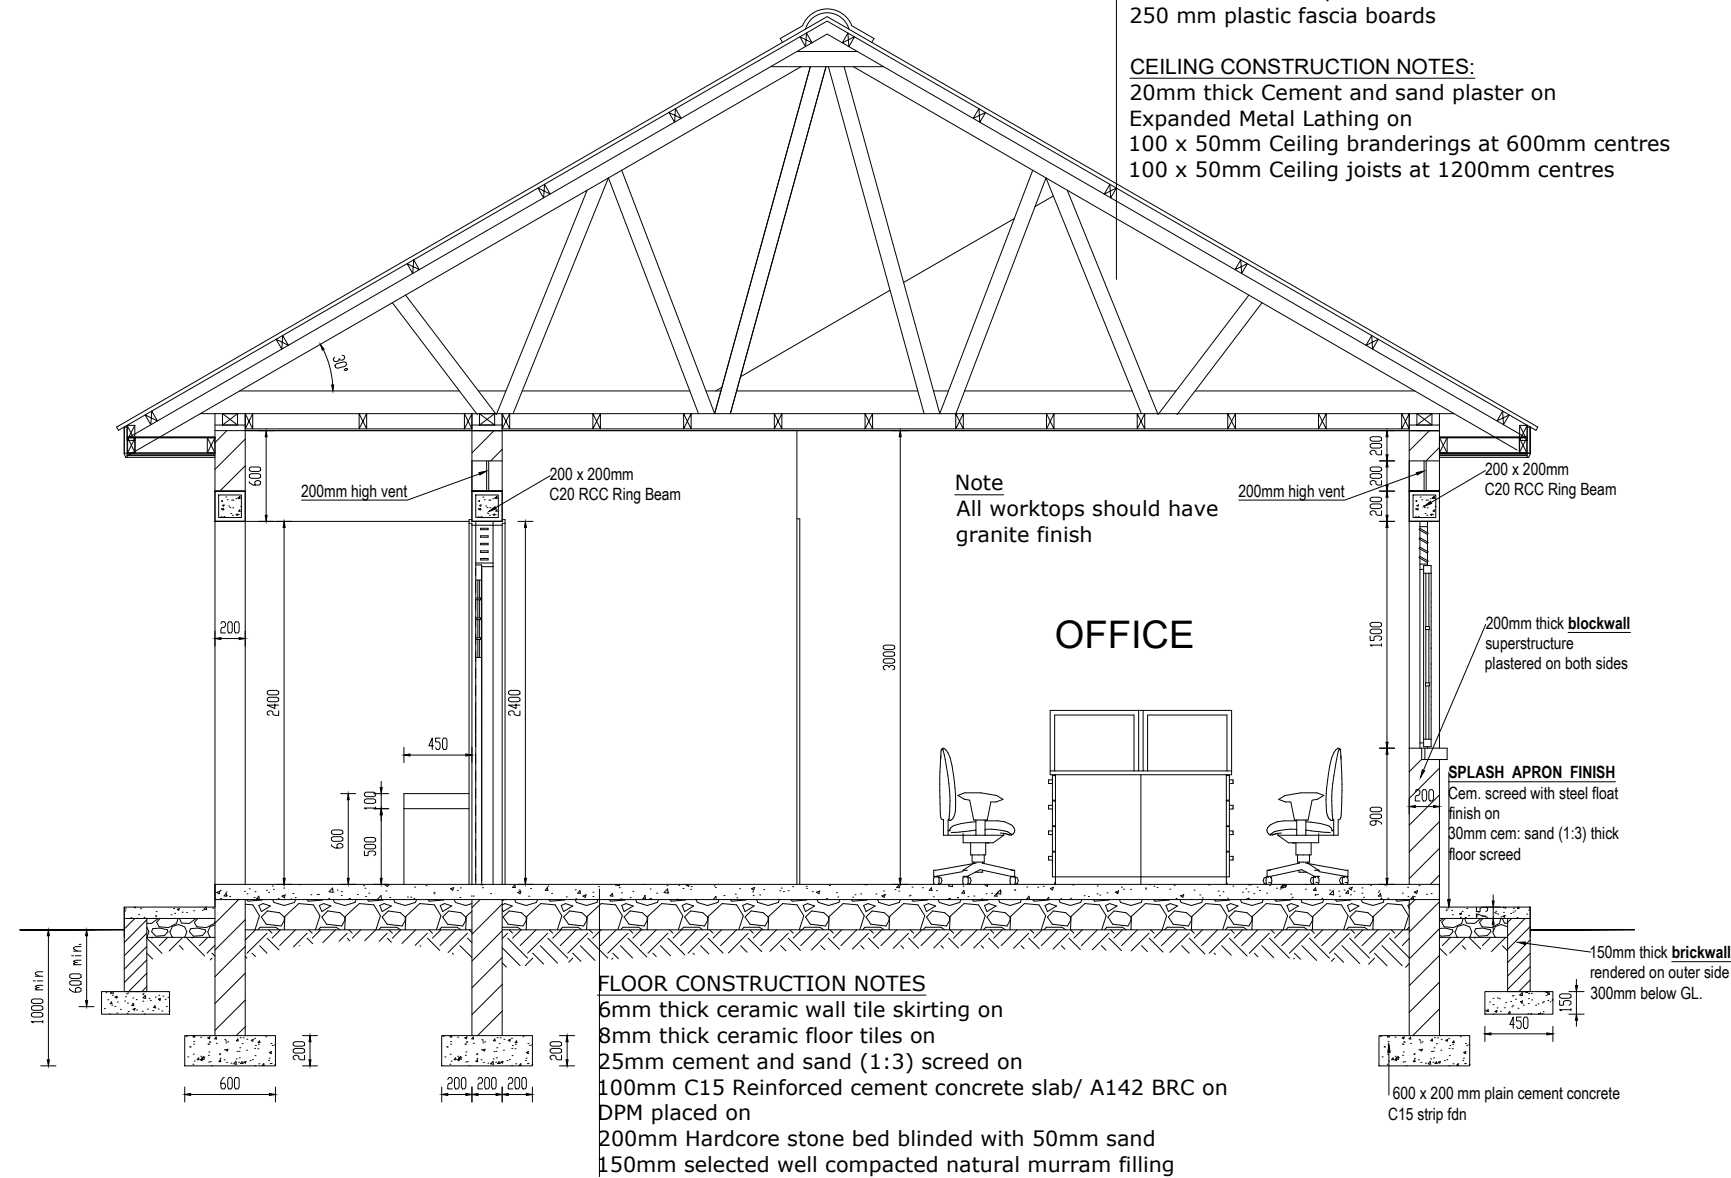 250 mm plastic fascia boards
CEILING CONSTRUCTION NOTES:
20mm thick Cement and sand plaster on
Expanded Metal Lathing on
100 x 50mm Ceiling branderings at 600mm centres
100 x 50mm Ceiling joists at 1200mm centres
30°
600
200mm high vent
200 x 200mm
C20 RCC Ring Beam
Note
All worktops should have
granite finish
200mm high vent
200
200
200
200 x 200mm
C20 RCC Ring Beam
200
2400
2400
3000
OFFICE
1500
200mm thick blockwall
superstructure
plastered on both sides
450
100
600
500
900
200
SPLASH APRON FINISH
Cem. screed with steel float
finish on
30mm cem: sand (1:3) thick
floor screed
1000 min
600 min.
150mm thick brickwall
rendered on outer side
300mm below GL.
150
450
200
600
200
200
200
200
600 x 200 mm plain cement concrete
C15 strip fdn
FLOOR CONSTRUCTION NOTES
6mm thick ceramic wall tile skirting on
8mm thick ceramic floor tiles on
25mm cement and sand (1:3) screed on
100mm C15 Reinforced cement concrete slab/ A142 BRC on
DPM placed on
200mm Hardcore stone bed blinded with 50mm sand
150mm selected well compacted natural murram filling